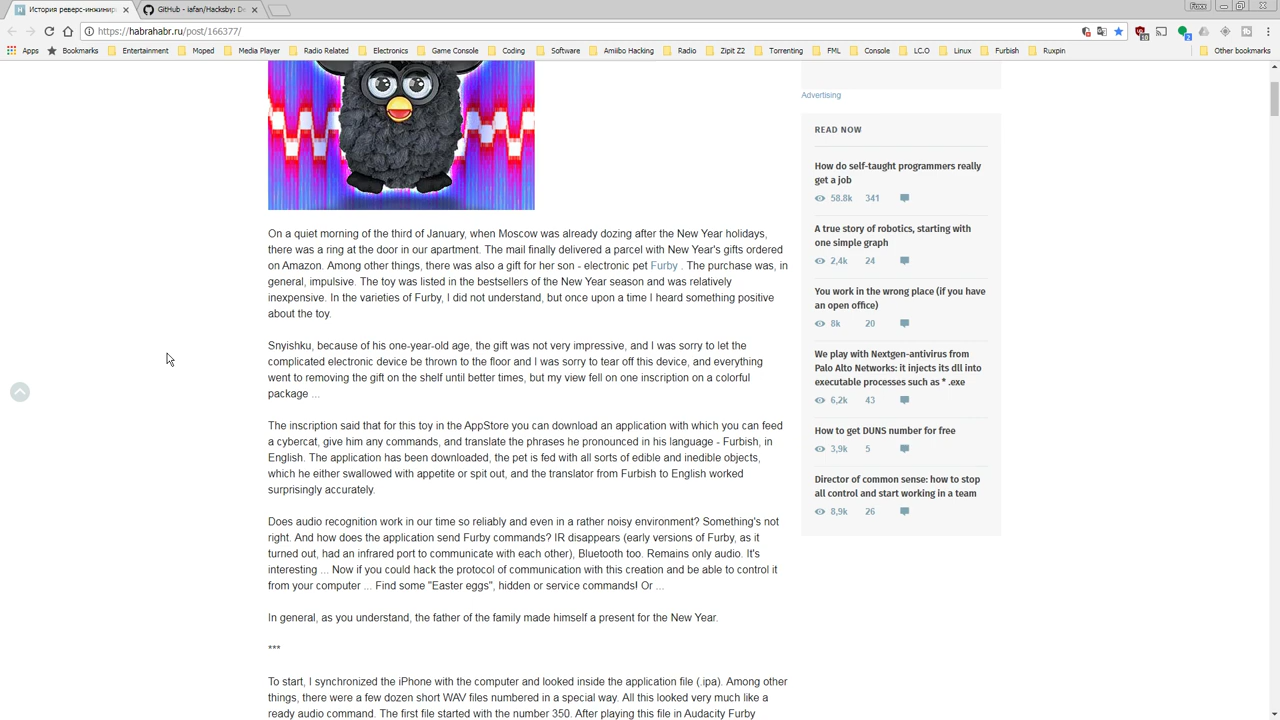 История реверс-инжинири
GitHub - iafan/Hacksby: De
https://habrahabr.ru/post/166377/
Apps
Bookmarks
Entertainment
Moped
Media Player
Radio Related
Electronics
Game Console
Coding
Software
Amiibo Hacking
Radio
Zipit Z2
Torrenting
FML
Console
LC.O
Linux
Furbish
Ruxpin
Other bookmarks
On a quiet morning of the third of January, when Moscow was already dozing after the New Year holidays,
there was a ring at the door in our apartment. The mail finally delivered a parcel with New Year's gifts ordered
on Amazon. Among other things, there was also a gift for her son - electronic pet Furby . The purchase was, in
general, impulsive. The toy was listed in the bestsellers of the New Year season and was relatively
inexpensive. In the varieties of Furby, I did not understand, but once upon a time I heard something positive
about the toy.
Snyishku, because of his one-year-old age, the gift was not very impressive, and I was sorry to let the
complicated electronic device be thrown to the floor and I was sorry to tear off this device, and everything
went to removing the gift on the shelf until better times, but my view fell on one inscription on a colorful
package ...
The inscription said that for this toy in the AppStore you can download an application with which you can feed
a cybercat, give him any commands, and translate the phrases he pronounced in his language - Furbish, in
English. The application has been downloaded, the pet is fed with all sorts of edible and inedible objects,
which he either swallowed with appetite or spit out, and the translator from Furbish to English worked
surprisingly accurately.
Does audio recognition work in our time so reliably and even in a rather noisy environment? Something's not
right. And how does the application send Furby commands? IR disappears (early versions of Furby, as it
turned out, had an infrared port to communicate with each other), Bluetooth too. Remains only audio. It's
interesting ... Now if you could hack the protocol of communication with this creation and be able to control it
from your computer ... Find some "Easter eggs", hidden or service commands! Or ...
In general, as you understand, the father of the family made himself a present for the New Year.
***
To start, I synchronized the iPhone with the computer and looked inside the application file (.ipa). Among other
things, there were a few dozen short WAV files numbered in a special way. All this looked very much like a
ready audio command. The first file started with the number 350. After playing this file in Audacity Furby
Advertising
READ NOW
How do self-taught programmers really
get a job
58.8k 341
A true story of robotics, starting with
one simple graph
2,4k 24
You work in the wrong place (if you have
an open office)
8k 20
We play with Nextgen-antivirus from
Palo Alto Networks: it injects its dll into
executable processes such as * .exe
6,2k 43
How to get DUNS number for free
3,9k 5
Director of common sense: how to stop
all control and start working in a team
8,9k 26